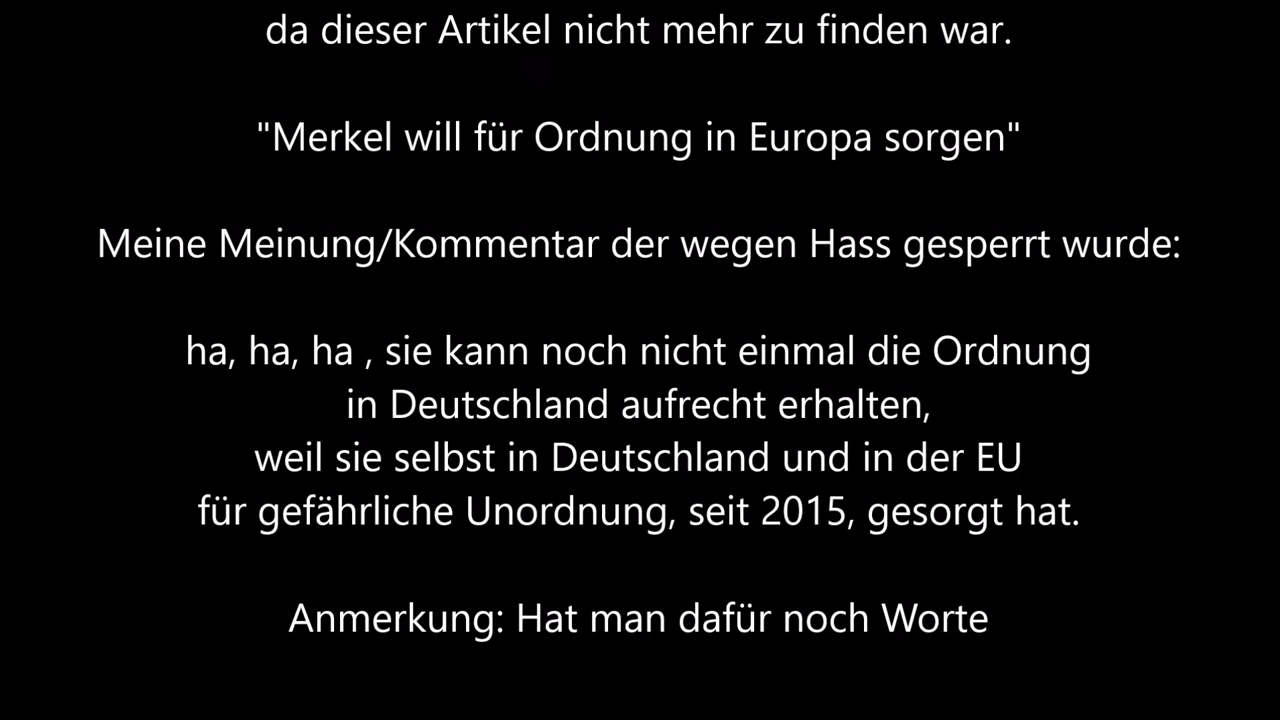 da dieser Artikel nicht mehr zu finden war.
"Merkel will für Ordnung in Europa sorgen"
Meine Meinung/Kommentar der wegen Hass gesperrt wurde:
ha, ha, ha , sie kann noch nicht einmal die Ordnung
in Deutschland aufrecht erhalten,
weil sie selbst in Deutschland und in der EU
für gefährliche Unordnung, seit 2015, gesorgt hat.
Anmerkung: Hat man dafür noch Worte